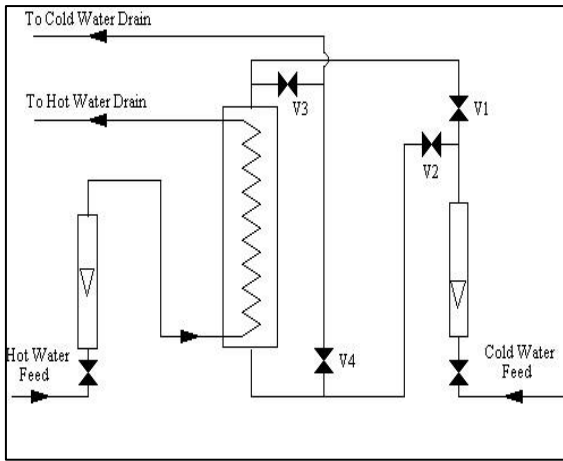 To Cold Water Drain
To Hot Water Drain
V3
V1
V2
V4
Hot Water
Feed
Cold Water
Feed